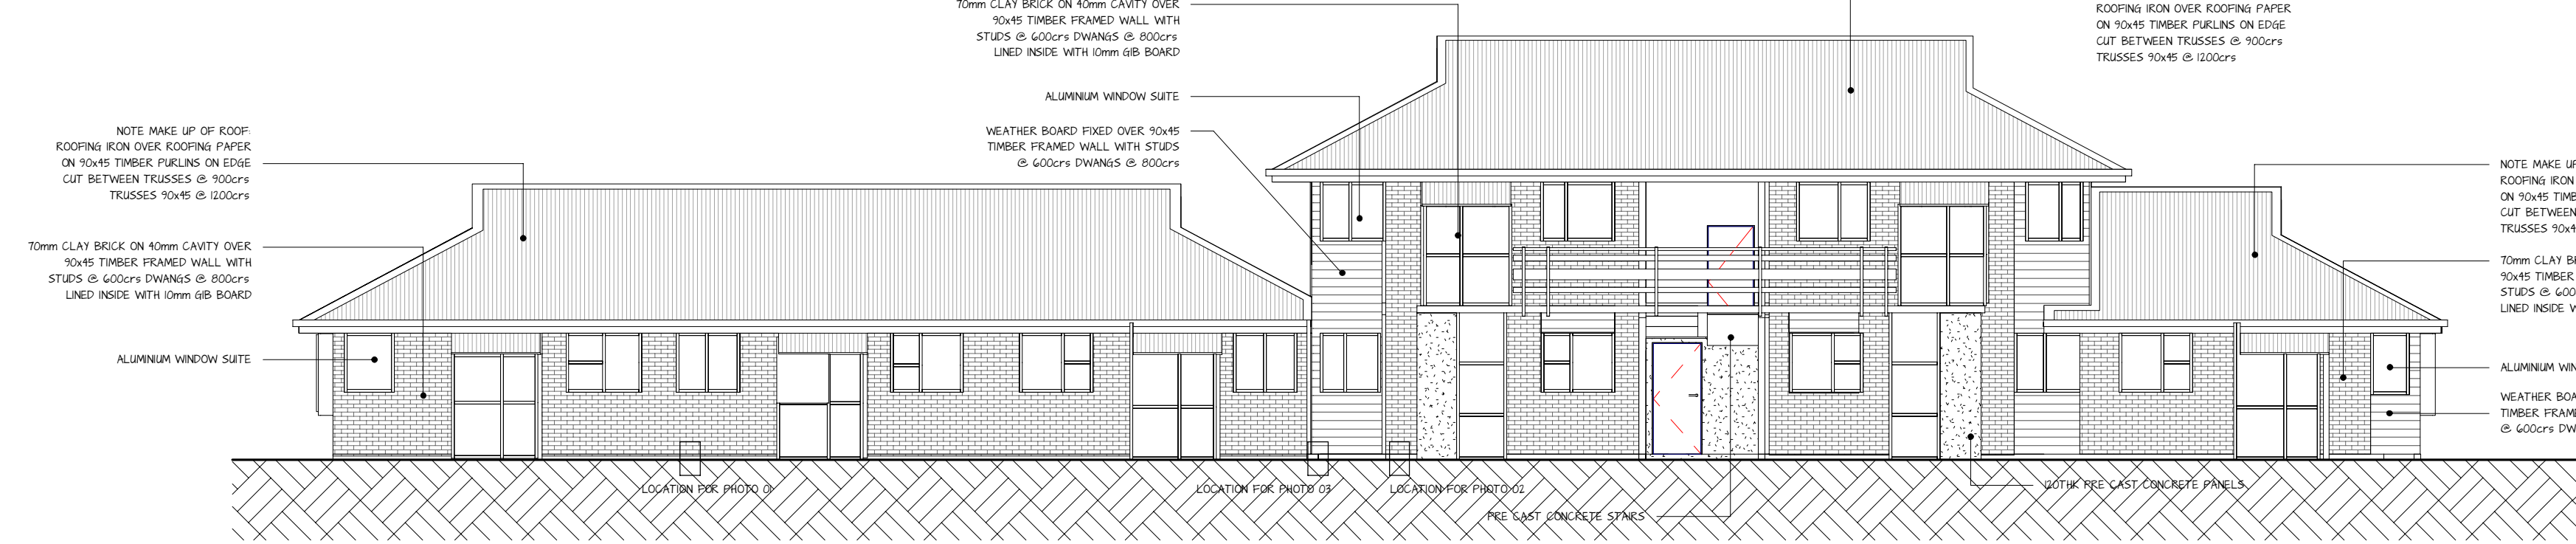 70mm CLAY BRICK ON 40mm CAVITY OVER
90x45 TIMBER FRAMED WALL WITH
STUDS @ 600crs DWANGS @ 800crs
LINED INSIDE WITH 10mm GIB BOARD
ROOFING IRON OVER ROOFING PAPER
ON 90x45 TIMBER PURLINS ON EDGE
CUT BETWEEN TRUSSES @ 900crs
TRUSSES 90x45 @ 1200crs
ALUMINIUM WINDOW SUITE
WEATHER BOARD FIXED OVER 90x45
TIMBER FRAMED WALL WITH STUDS
@ 600crs DWANGS @ 800crs
NOTE MAKE UP OF ROOF:
ROOFING IRON OVER ROOFING PAPER
ON 90x45 TIMBER PURLINS ON EDGE
CUT BETWEEN TRUSSES @ 900crs
TRUSSES 90x45 @ 1200crs
70mm CLAY BRICK ON 40mm CAVITY OVER
90x45 TIMBER FRAMED WALL WITH
STUDS @ 600crs DWANGS @ 800crs
LINED INSIDE WITH 10mm GIB BOARD
ALUMINIUM WINDOW SUITE
NOTE MAKE UP
ROOFING IRON
ON 90x45 TIMB
CUT BETWEEN
TRUSSES 90x4
70mm CLAY B
90x45 TIMBER
STUDS @ 600
LINED INSIDE W
ALUMINIUM WIN
WEATHER BOA
TIMBER FRAM
@ 600crs DW
LOCATION FOR PHOTO 01
LOCATION FOR PHOTO 03
LOCATION FOR PHOTO 02
PRE CAST CONCRETE STAIRS
120THK PRE CAST CONCRETE PANELS